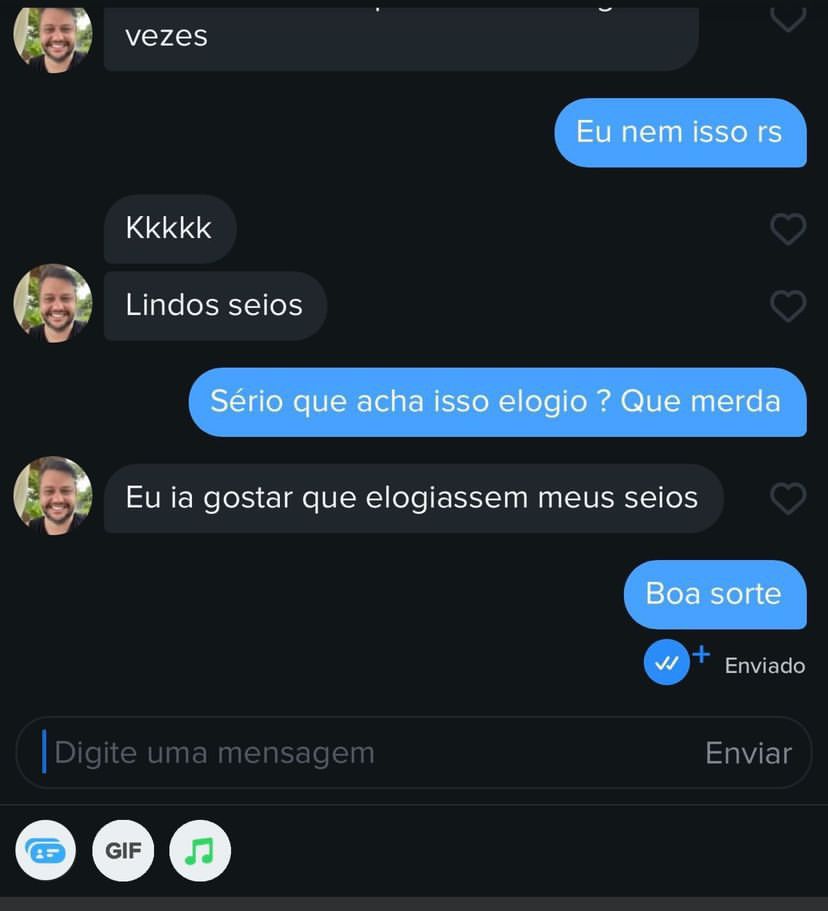 vezes
Eu nem isso rs
Kkkkk
Lindos seios
Sério que acha isso elogio ? Que merda
Eu ia gostar que elogiassem meus seios
Boa sorte
Enviado
Digite uma mensagem
Enviar
GIF